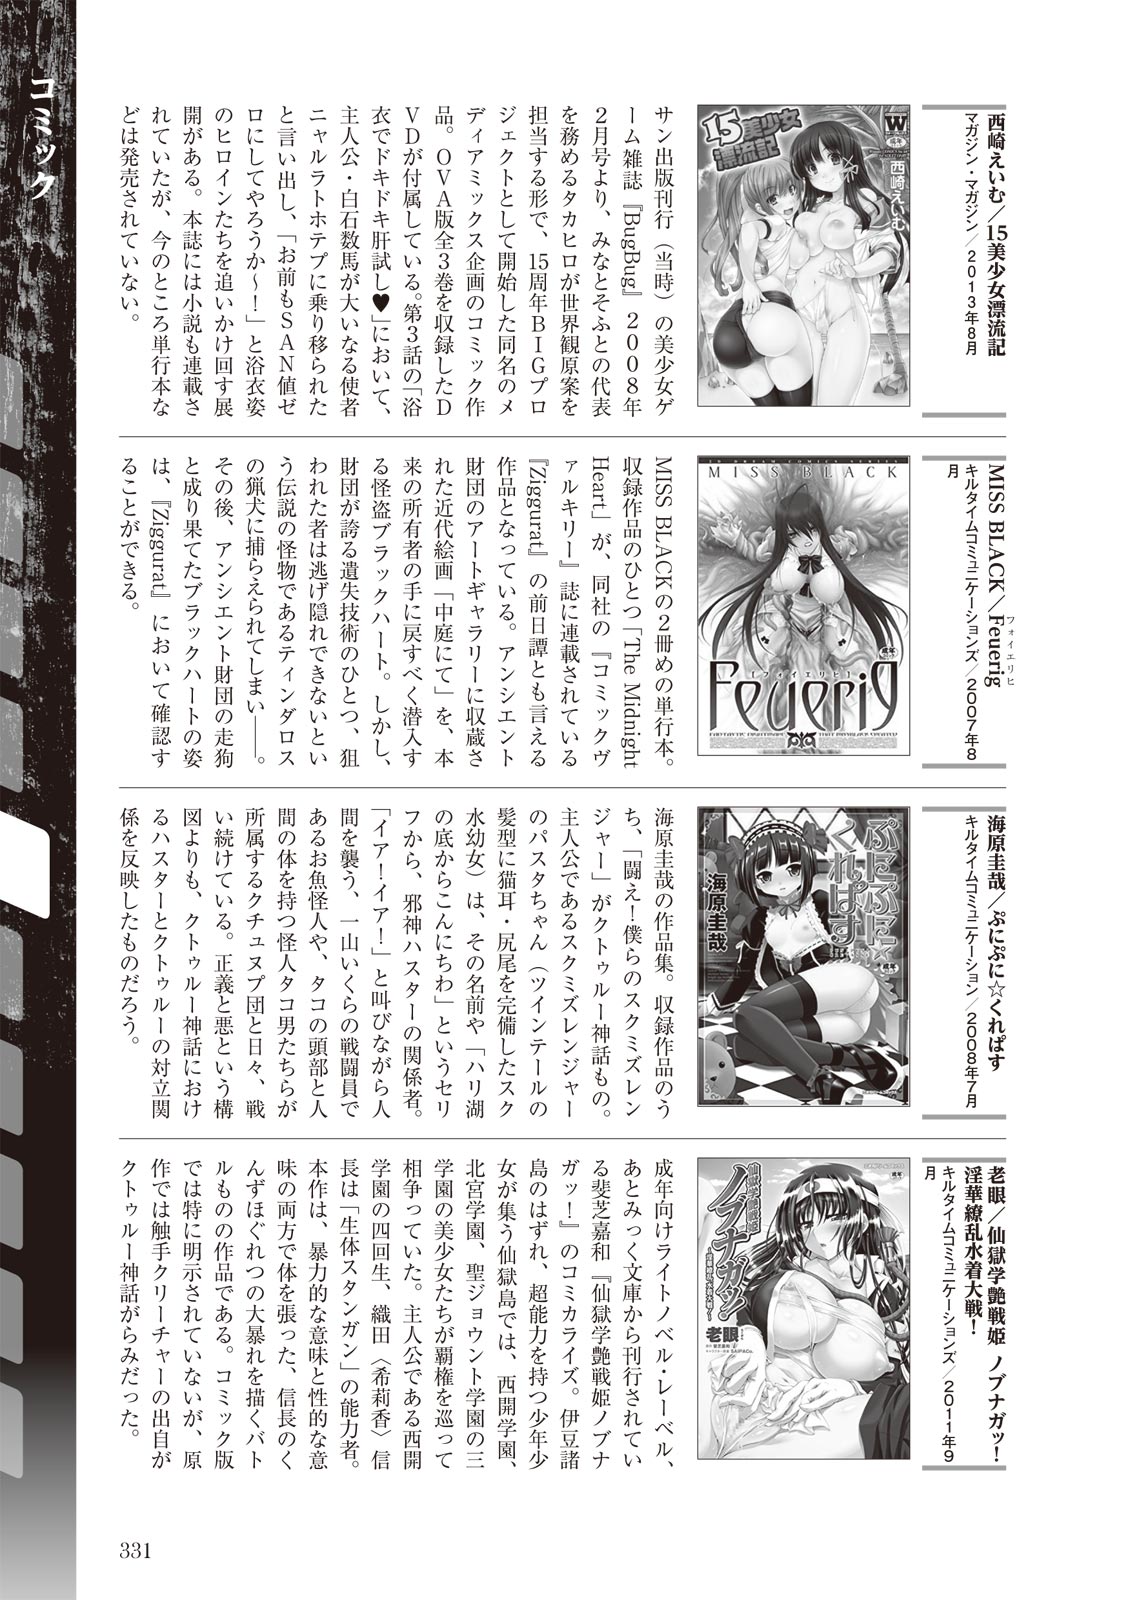 コミック
西崎えいむ／15美少女漂流記
マガジン・マガジン／2013年8月
15美少女
漂流記
西崎えいむ
サン出版刊行（当時）の美少女ゲ
ーム雑誌『BugBug』2008年
2月号より、みなとそふとの代表
を務めるタカヒロが世界観原案を
担当する形で、15周年BIGプロ
ジェクトとして開始した同名のメ
ディアミックス企画のコミック作
品。OVA版全3巻を収録したD
VDが付属している。第3話の「浴
衣でドキドキ肝試し♥」において、
主人公・白石数馬が大いなる使者
ニャルラトホテプに乗り移られた
と言い出し、「お前もSAN値ゼ
ロにしてやろうか～！」と浴衣姿
のヒロインたちを追いかけ回す展
開がある。本誌には小説も連載さ
れていたが、今のところ単行本な
どは発売されていない。
MISS BLACK／Feuerig
フォイエリヒ
キルタイムコミュニケーションズ／2007年8
月
MISS BLACK
Feuerig
[フォイエリヒ]
MISS BLACKの2冊めの単行本。
収録作品のひとつ「The Midnight
Heart」が、同社の『コミックヴ
ァルキリー』誌に連載されている
『Ziggurat』の前日譚とも言える
作品となっている。アンシエント
財団のアートギャラリーに収蔵さ
れた近代絵画「中庭にて」を、本
来の所有者の手に戻すべく潜入す
る怪盗ブラックハート。しかし、
財団が誇る遺失技術のひとつ、狙
われた者は逃げ隠れできないとい
う伝説の怪物であるティンダロス
の猟犬に捕らえられてしまい――。
その後、アンシエント財団の走狗
と成り果てたブラックハートの姿
は、『Ziggurat』において確認す
ることができる。
海原圭哉／ぷにぷに☆くれぱす
キルタイムコミュニケーション／2008年7月
ぷにぷに☆
くれぱす
海原圭哉
海原圭哉の作品集。収録作品のう
ち、「闘え！僕らのスクミズレン
ジャー」がクトゥルー神話もの。
主人公であるスクミズレンジャー
のパスタちゃん（ツインテールの
髪型に猫耳・尻尾を完備したスク
水幼女）は、その名前や「ハリ湖
の底からこんにちわ」というセリ
フから、邪神ハスターの関係者。
「イア！イア！」と叫びながら人
間を襲う、一山いくらの戦闘員で
あるお魚怪人や、タコの頭部と人
間の体を持つ怪人タコ男たちらが
所属するクチュヌプ団と日々、戦
い続けている。正義と悪という構
図よりも、クトゥルー神話におけ
るハスターとクトゥルーの対立関
係を反映したものだろう。
老眼／仙獄学艶戦姫 ノブナガッ！
淫華繚乱水着大戦！
キルタイムコミュニケーションズ／2011年9
月
仙獄学艶戦姫
ノブナガッ！
～淫華繚乱水着大戦！～
老眼
成年向けライトノベル・レーベル、
あとみっく文庫から刊行されてい
る斐芝嘉和『仙獄学艶戦姫ノブナ
ガッ！』のコミカライズ。伊豆諸
島のはずれ、超能力を持つ少年少
女が集う仙獄島では、西開学園、
北宮学園、聖ジョウント学園の三
学園の美少女たちが覇権を巡って
相争っていた。主人公である西開
学園の四回生、織田〈希莉香〉信
長は「生体スタンガン」の能力者。
本作は、暴力的な意味と性的な意
味の両方で体を張った、信長のく
んずほぐれつの大暴れを描くバト
ルものの作品である。コミック版
では特に明示されていないが、原
作では触手クリーチャーの出自が
クトゥルー神話がらみだった。
331